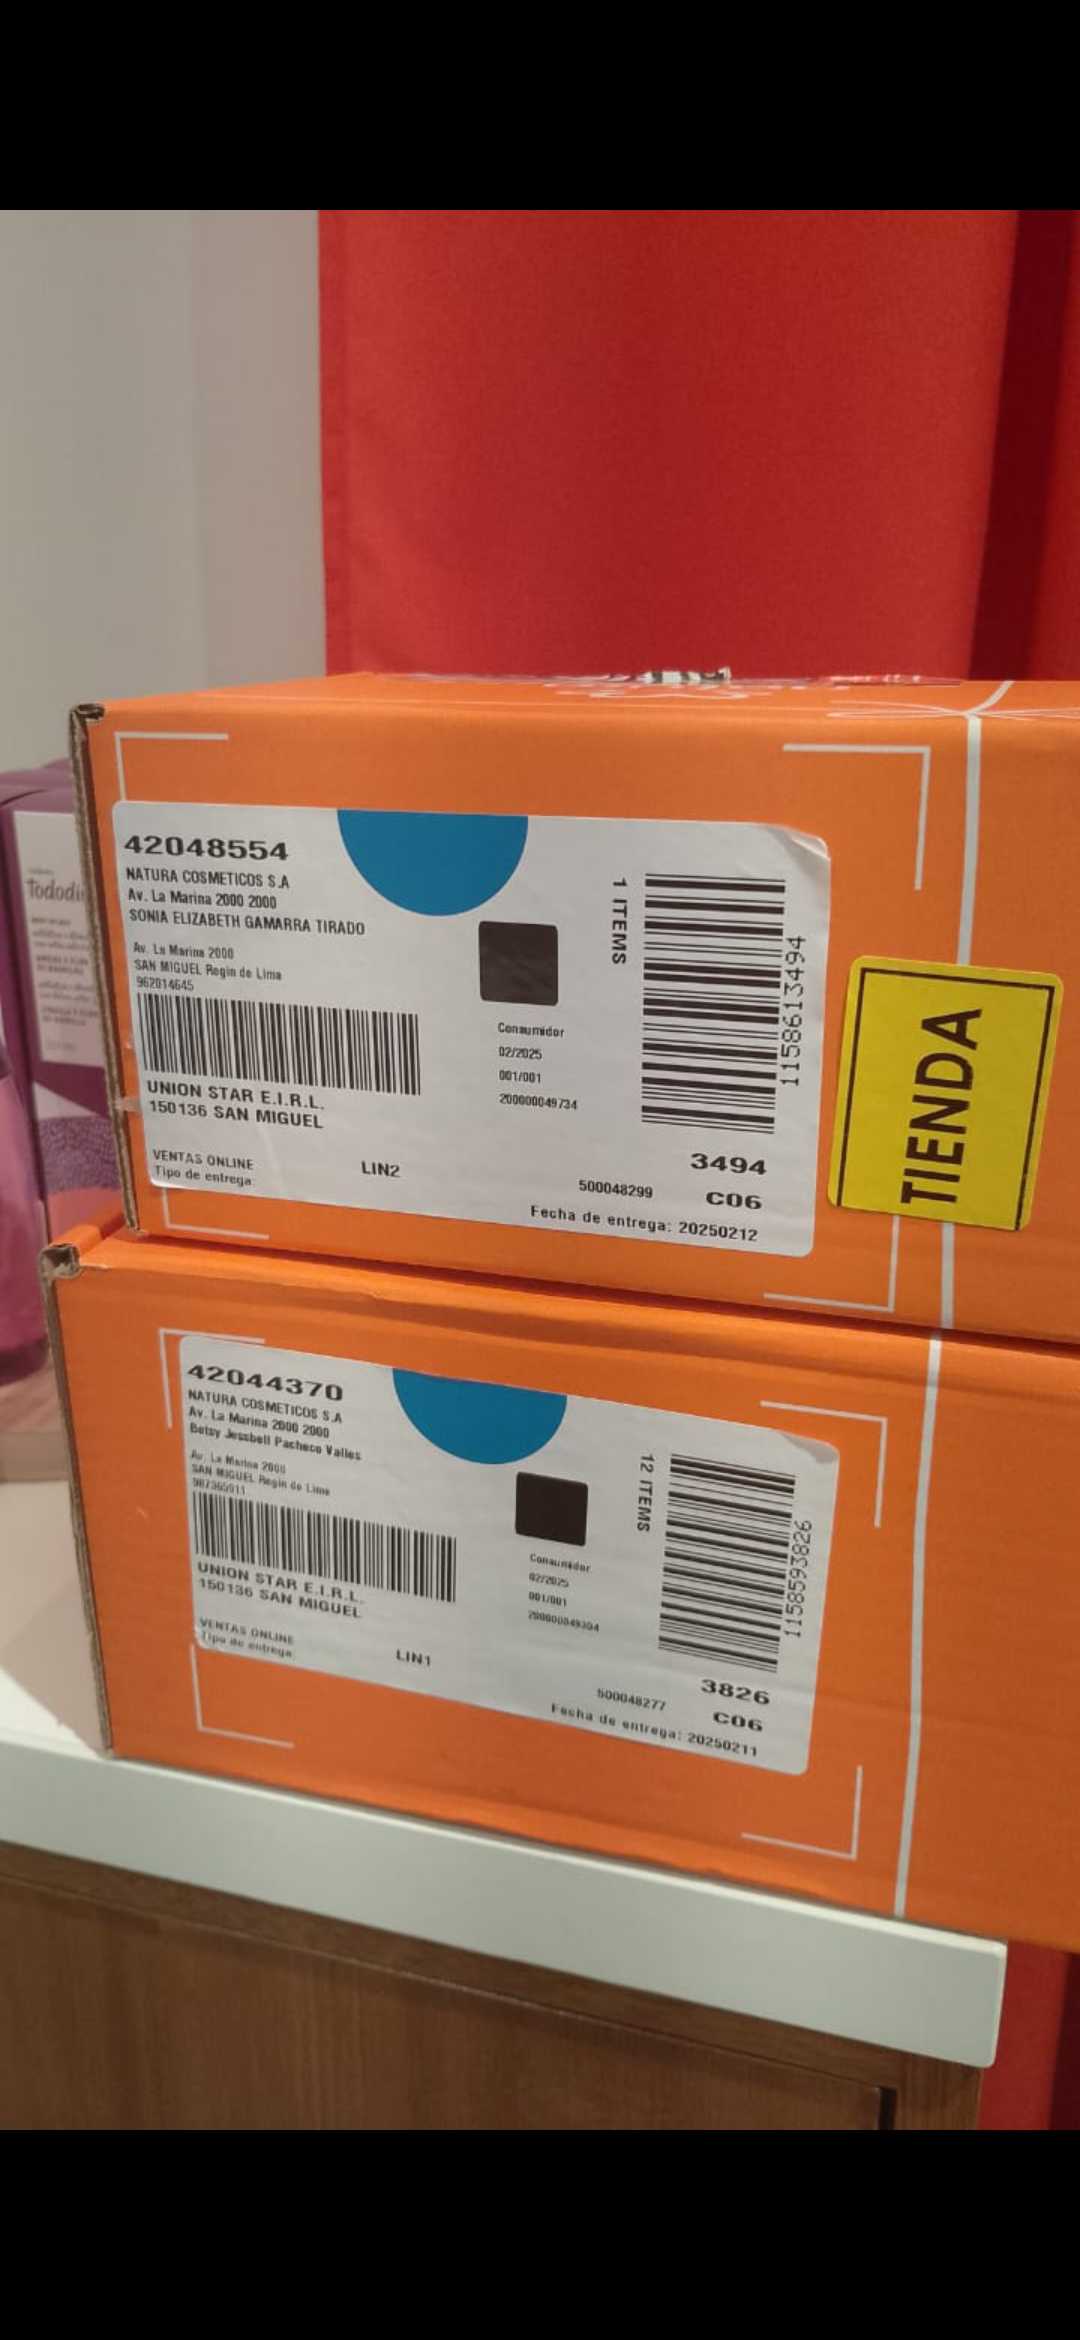 Tododi
42048554
NATURA COSMETICOS S.A
Av. La Marina 2000 2000
SONIA ELIZABETH GAMARRA TIRADO
Av. La Marina 2000
SAN MIGUEL Regin de Lima
962014645
UNION STAR E.I.R.L.
150136 SAN MIGUEL
VENTAS ONLINE
Tipo de entrega:
LIN2
Consumidor
02/2025
001/001
200000049734
1 ITEMS
1158613494
3494
500048299
C06
Fecha de entrega: 20250212
TIENDA
42044370
NATURA COSMETICOS S.A
Av. La Marina 2000 2000
Betsy Jessbell Pacheco Valles
Av. La Marina 2000
SAN MIGUEL Regin de Lima
987365911
UNION STAR E.I.R.L.
150136 SAN MIGUEL
VENTAS ONLINE
Tipo de entrega:
LIN1
Consumidor
02/2025
001/001
200000049304
12 ITEMS
1158593826
3826
500048277
C06
Fecha de entrega: 20250211